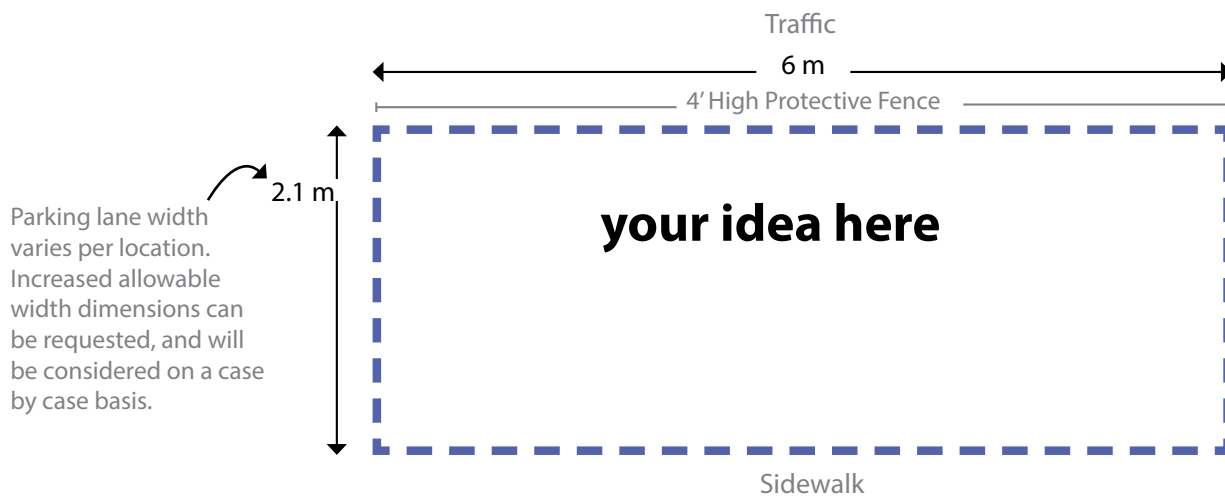 Traffic
6 m
4’ High Protective Fence
2.1 m
Parking lane width
varies per location.
Increased allowable
width dimensions can
be requested, and will
be considered on a case
by case basis.
your idea here
Sidewalk